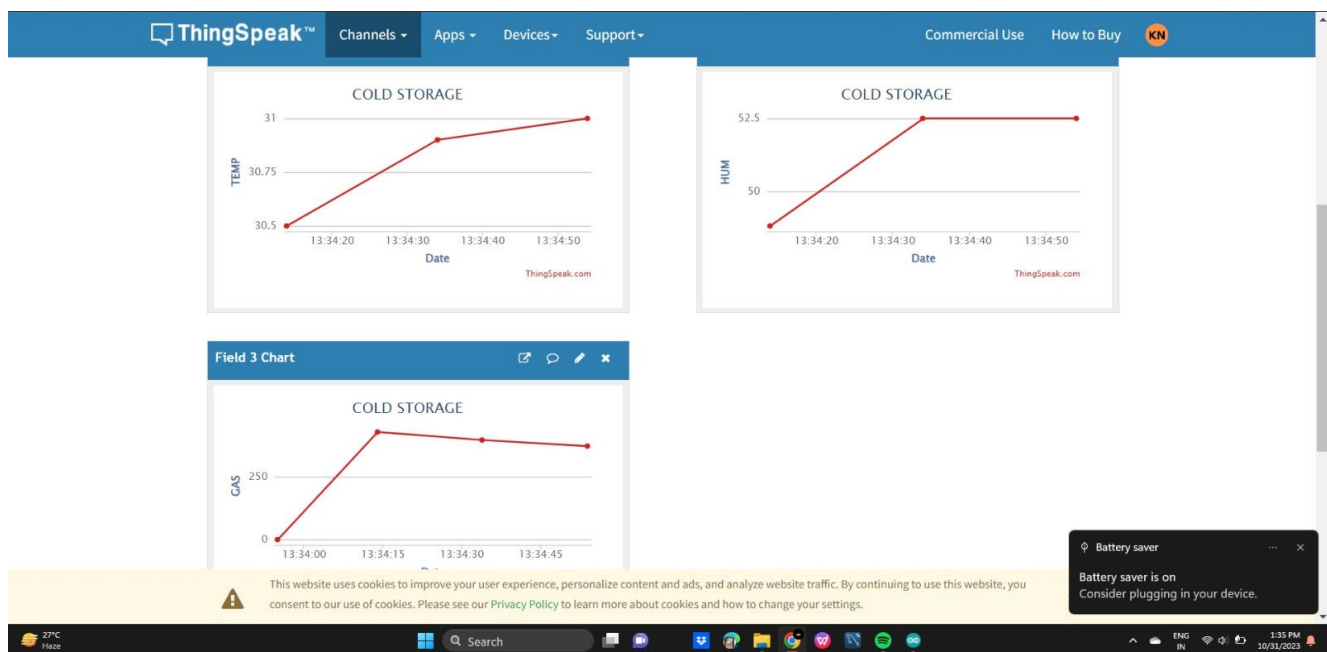 ThingSpeak™ Channels Apps Devices Support Commercial Use How to Buy KN
COLD STORAGE
31
30.75
30.5
TEMP
13:34:20 13:34:30 13:34:40 13:34:50
Date
ThingSpeak.com
COLD STORAGE
52.5
50
HUM
13:34:20 13:34:30 13:34:40 13:34:50
Date
ThingSpeak.com
Field 3 Chart
COLD STORAGE
250
0
GAS
13:34:00 13:34:15 13:34:30 13:34:45
This website uses cookies to improve your user experience, personalize content and ads, and analyze website traffic. By continuing to use this website, you
consent to our use of cookies. Please see our Privacy Policy to learn more about cookies and how to change your settings.
Battery saver
Battery saver is on
Consider plugging in your device.
27°C
Haze
Search
ENG
IN
1:35 PM
10/31/2023